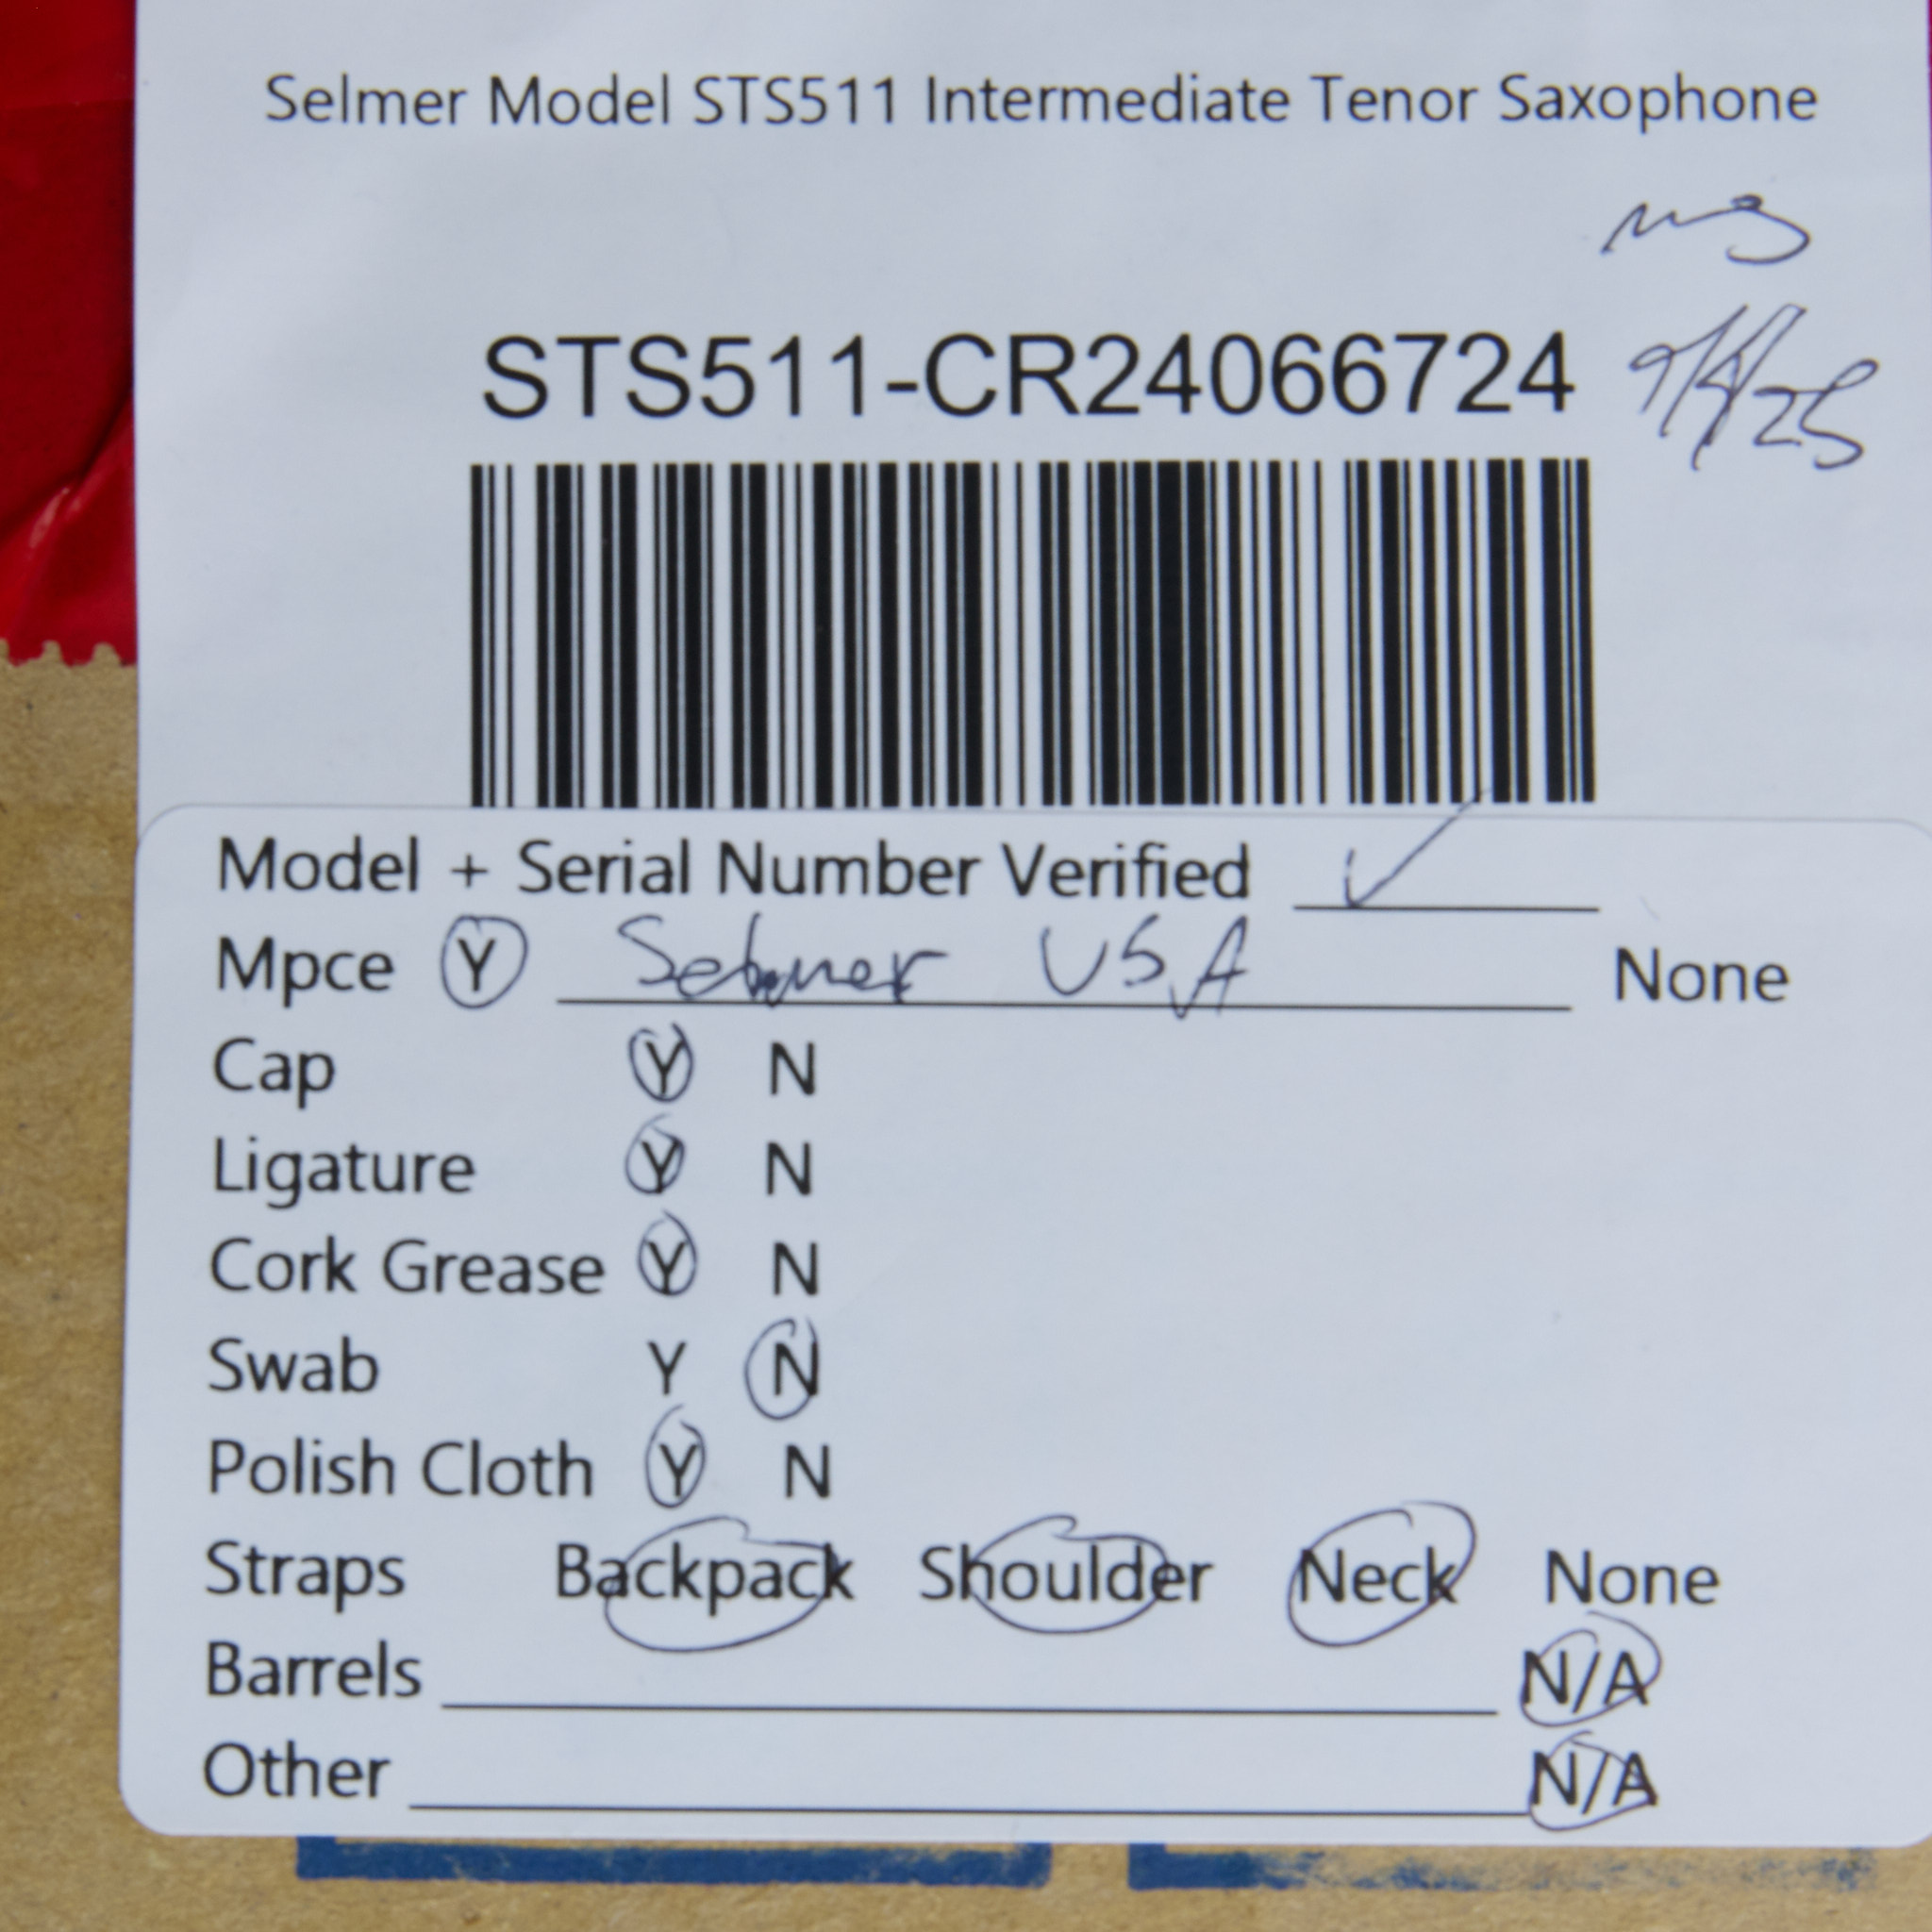 Selmer Model STS511 Intermediate Tenor Saxophone
STS511-CR24066724
9/4/25
Model + Serial Number Verified ✓
Mpce Y Selmer USA None
Cap Y N
Ligature Y N
Cork Grease Y N
Swab Y N
Polish Cloth Y N
Straps Backpack Shoulder Neck None
Barrels N/A
Other N/A